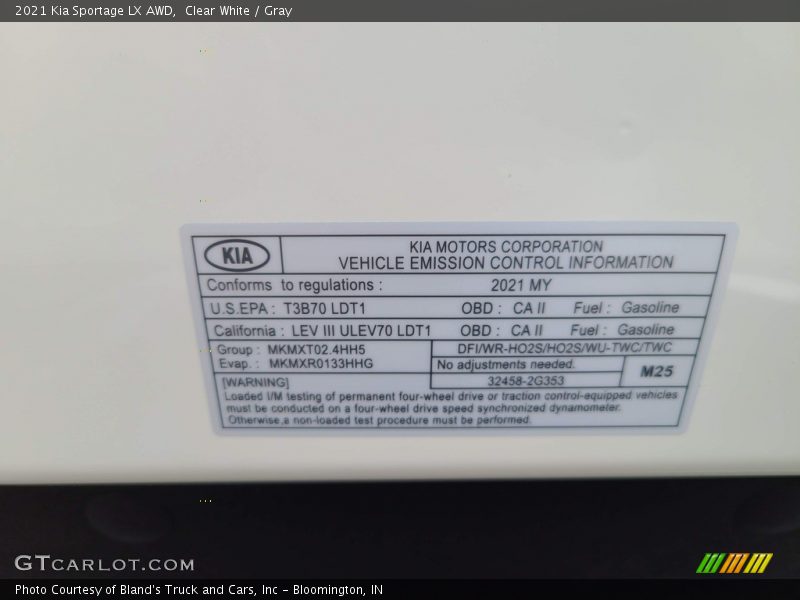 2021 Kia Sportage LX AWD, Clear White / Gray
KIA
KIA MOTORS CORPORATION
VEHICLE EMISSION CONTROL INFORMATION
Conforms to regulations : 2021 MY
U.S.EPA : T3B70 LDT1 OBD : CA II Fuel : Gasoline
California : LEV III ULEV70 LDT1 OBD : CA II Fuel : Gasoline
Group : MKMXT02.4HH5
Evap. : MKMXR0133HHG
DFI/WR-HO2S/HO2S/WU-TWC/TWC
No adjustments needed.
32458-2G353
M25
[WARNING]
Loaded I/M testing of permanent four-wheel drive or traction control-equipped vehicles
must be conducted on a four-wheel drive speed synchronized dynamometer.
Otherwise,a non-loaded test procedure must be performed.
GTCARLOT.COM
Photo Courtesy of Bland's Truck and Cars, Inc - Bloomington, IN